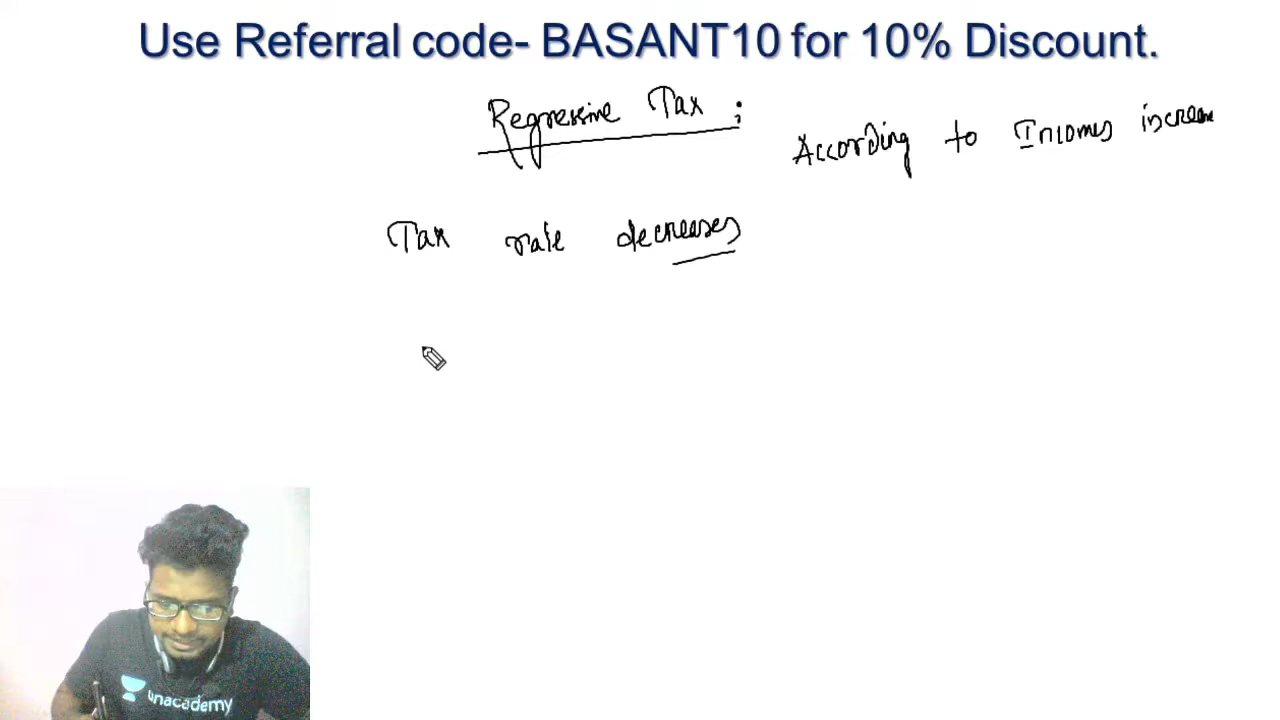 Use Referral code- BASANT10 for 10% Discount.
Regressive Tax : According to Incomes increase
Tax rate decreases
unacademy